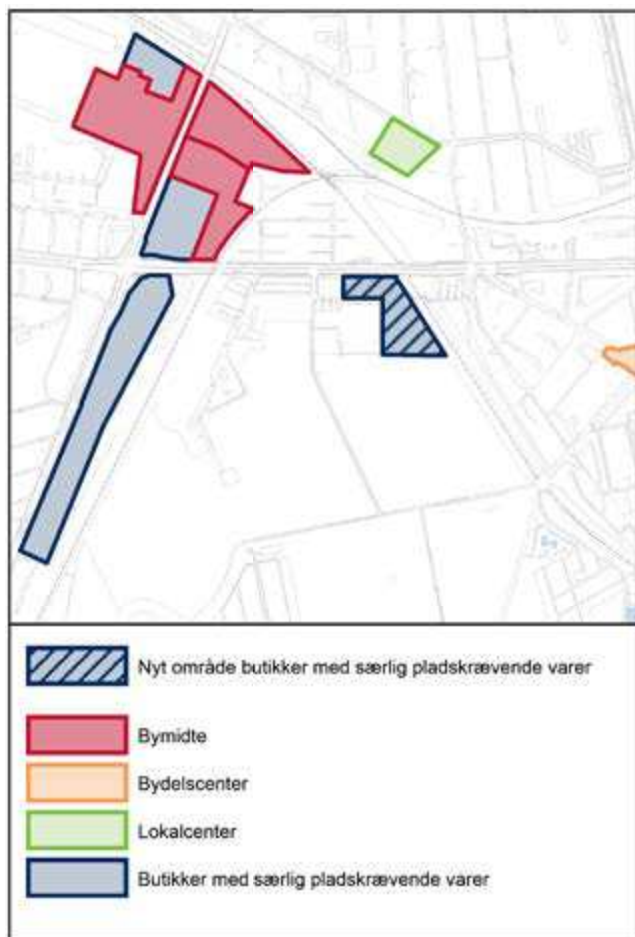 Nyt område butikker med særlig pladskrævende varer
Bymidte
Bydelscenter
Lokalcenter
Butikker med særlig pladskrævende varer